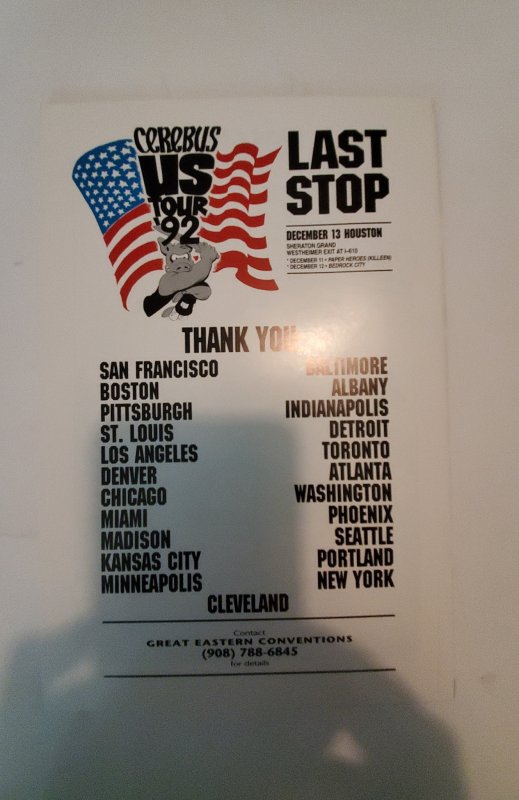 CEREBUS
US
TOUR
'92
LAST
STOP
DECEMBER 13 HOUSTON
SHERATON GRAND
WESTHEIMER EXIT AT I-610
* DECEMBER 11 • PAPER HEROES (KILLEEN)
* DECEMBER 12 • BEDROCK CITY
THANK YOU
SAN FRANCISCO
BOSTON
PITTSBURGH
ST. LOUIS
LOS ANGELES
DENVER
CHICAGO
MIAMI
MADISON
KANSAS CITY
MINNEAPOLIS
BALTIMORE
ALBANY
INDIANAPOLIS
DETROIT
TORONTO
ATLANTA
WASHINGTON
PHOENIX
SEATTLE
PORTLAND
NEW YORK
CLEVELAND
Contact
GREAT EASTERN CONVENTIONS
(908) 788-6845
for details